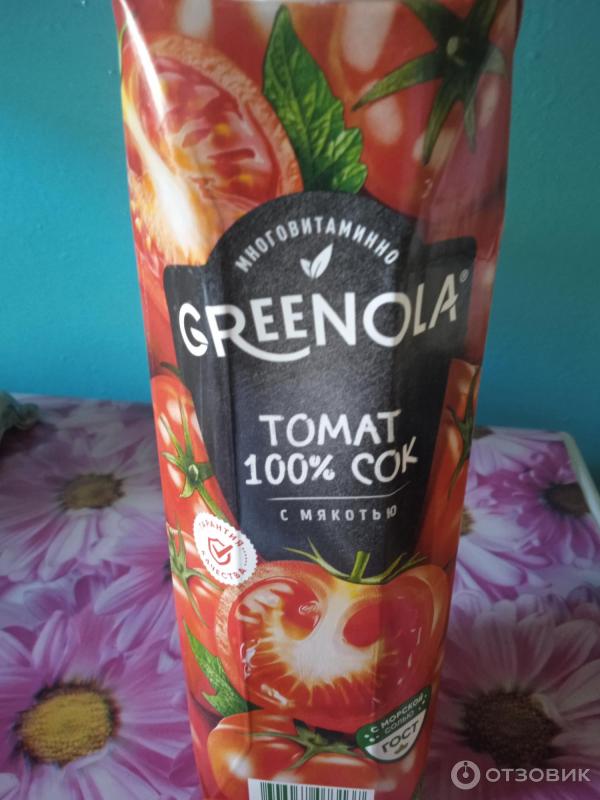 МНОГОВИТАМИННО
GREENOLA®
ТОМАТ
100% СОК
С МЯКОТЬЮ
ГАРАНТИЯ
КАЧЕСТВА
С МОРСКОЙ
СОЛЬЮ
ГОСТ
ОТЗОВИК